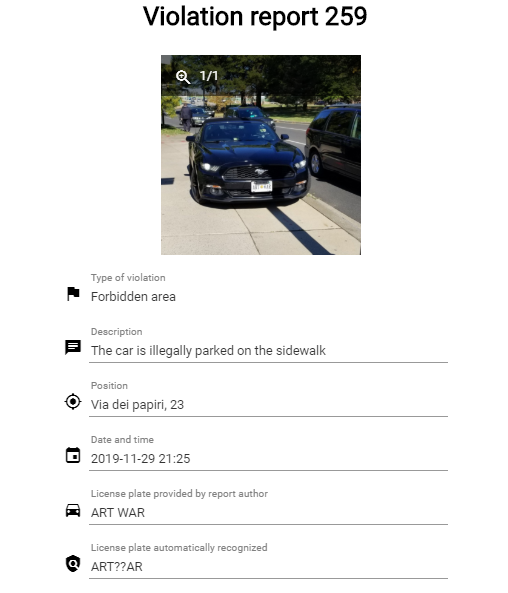 Violation report 259
1/1
Type of violation
Forbidden area
Description
The car is illegally parked on the sidewalk
Position
Via dei papiri, 23
Date and time
2019-11-29 21:25
License plate provided by report author
ART WAR
License plate automatically recognized
ART??AR